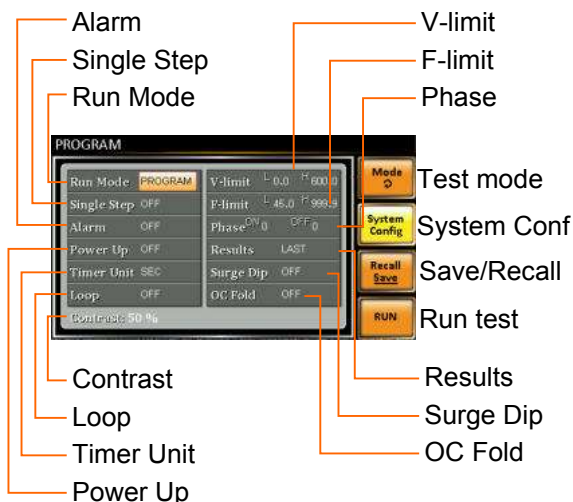 Alarm
Single Step
Run Mode
V-limit
F-limit
Phase
PROGRAM
Run Mode PROGRAM
Single Step OFF
Alarm OFF
Power Up OFF
Timer Unit SEC
Loop OFF
Contrast: 50 %
V-limit L 0.0 H 600.0
F-limit L 45.0 H 999.9
Phase ON 0 OFF 0
Results LAST
Surge Dip OFF
OC Fold OFF
Mode
System
Config
Recall
Save
RUN
Test mode
System Conf
Save/Recall
Run test
Contrast
Loop
Timer Unit
Power Up
Results
Surge Dip
OC Fold